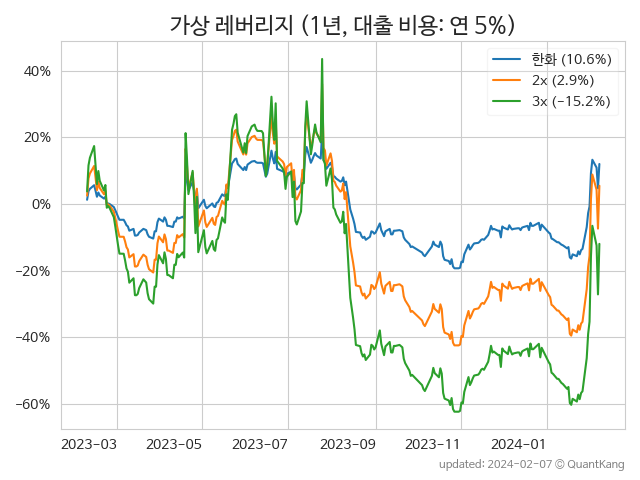 가상 레버리지 (1년, 대출 비용: 연 5%)
한화 (10.6%)
2x (2.9%)
3x (−15.2%)
40%
20%
0%
−20%
−40%
−60%
2023-03 2023-05 2023-07 2023-09 2023-11 2024-01
updated: 2024-02-07 © QuantKang